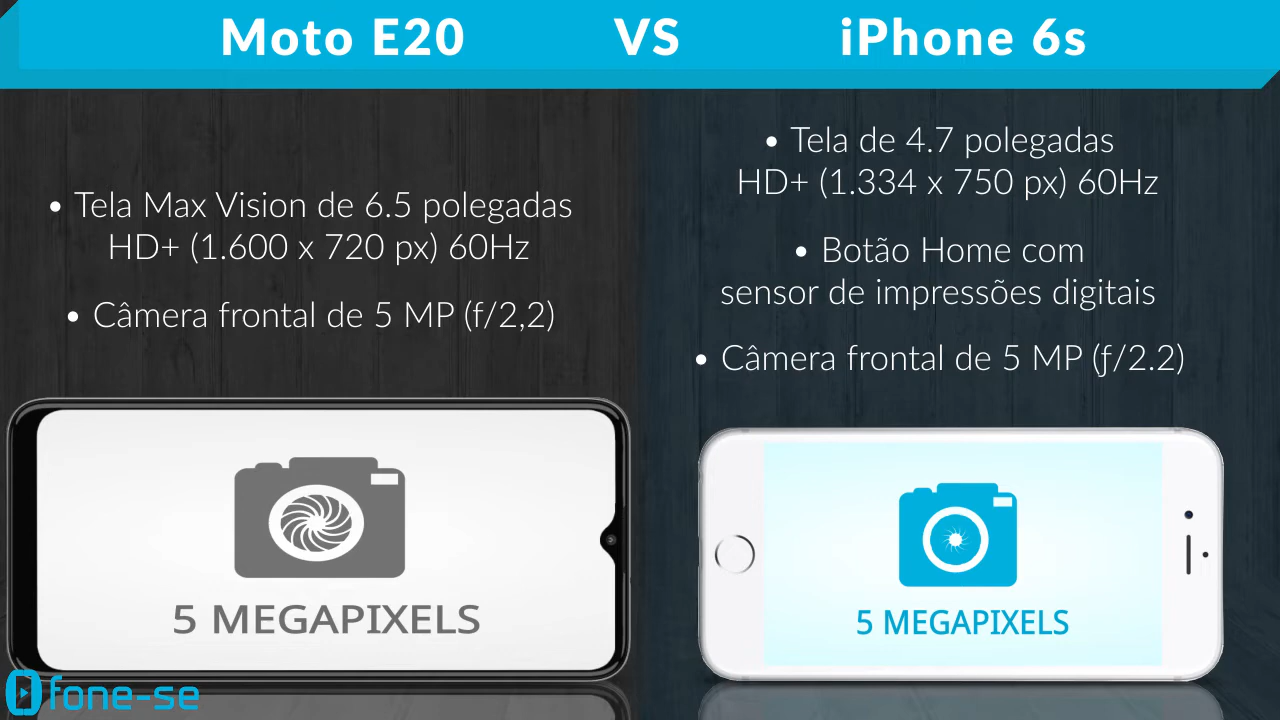 Moto E20 VS iPhone 6s
• Tela Max Vision de 6.5 polegadas
HD+ (1.600 x 720 px) 60Hz
• Câmera frontal de 5 MP (f/2,2)
5 MEGAPIXELS
• Tela de 4.7 polegadas
HD+ (1.334 x 750 px) 60Hz
• Botão Home com
sensor de impressões digitais
• Câmera frontal de 5 MP (ƒ/2.2)
5 MEGAPIXELS
fone-se